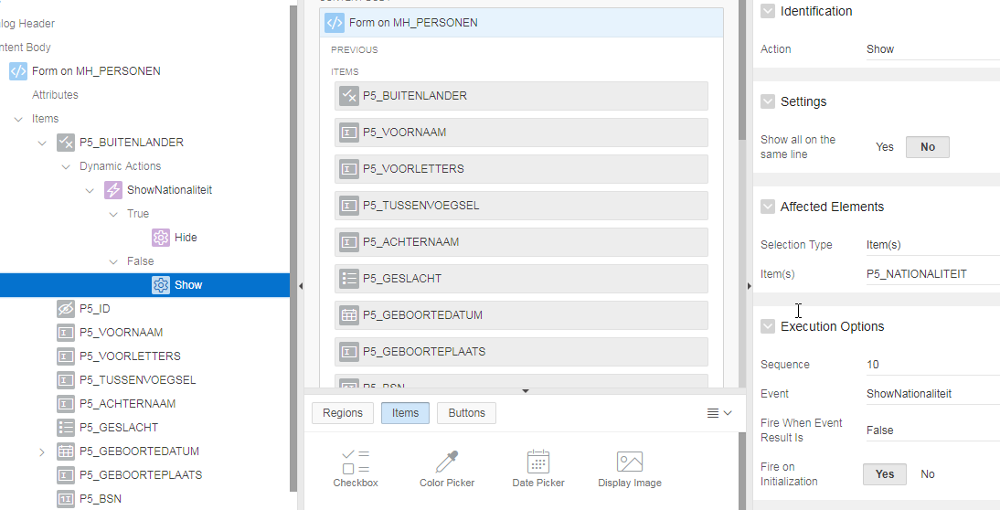 log Header
ntent Body
Form on MH_PERSONEN
Attributes
Items
P5_BUITENLANDER
Dynamic Actions
ShowNationaliteit
True
Hide
False
Show
P5_ID
P5_VOORNAAM
P5_VOORLETTERS
P5_TUSSENVOEGSEL
P5_ACHTERNAAM
P5_GESLACHT
P5_GEBOORTEDATUM
P5_GEBOORTEPLAATS
P5_BSN
CONTENT BODY
Form on MH_PERSONEN
PREVIOUS
ITEMS
P5_BUITENLANDER
P5_VOORNAAM
P5_VOORLETTERS
P5_TUSSENVOEGSEL
P5_ACHTERNAAM
P5_GESLACHT
P5_GEBOORTEDATUM
P5_GEBOORTEPLAATS
P5_BSN
Regions Items Buttons
Checkbox Color Picker Date Picker Display Image
Identification
Action Show
Settings
Show all on the
same line Yes No
Affected Elements
Selection Type Item(s)
Item(s) P5_NATIONALITEIT
Execution Options
Sequence 10
Event ShowNationaliteit
Fire When Event
Result Is False
Fire on
Initialization Yes No